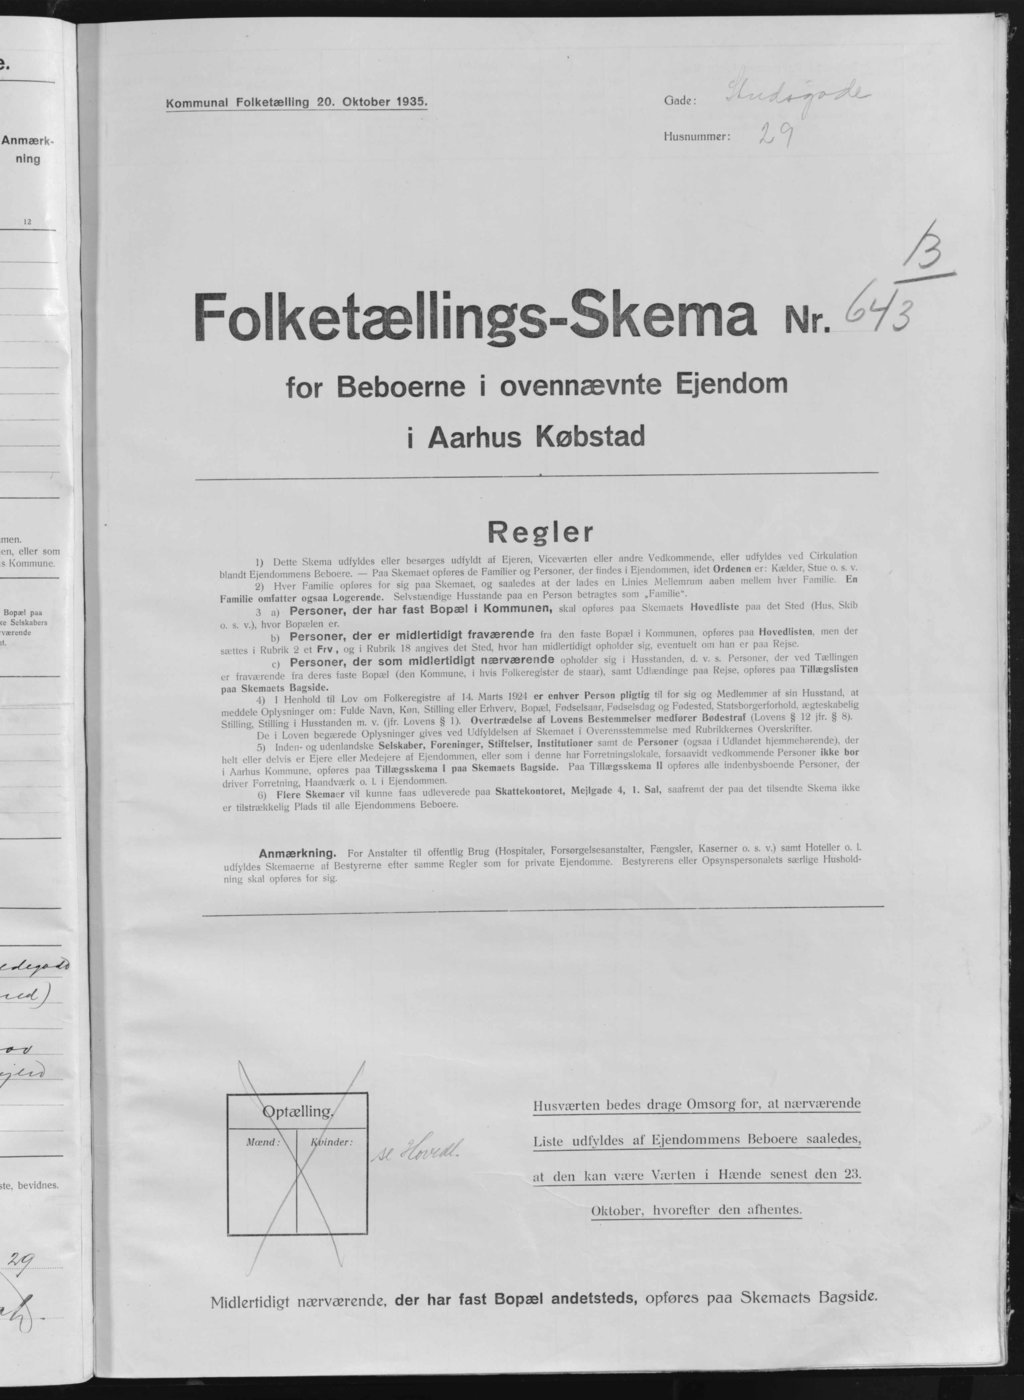 e.
Anmærk-
ning
12
men.
en, eller som
s Kommune.
Bopæl paa
ke Selskabers
værende
ste, bevidnes.
29
Kommunal Folketælling 20. Oktober 1935.
Gade: Studsgade
Husnummer: 29
B
Folketællings-Skema Nr. 643
for Beboerne i ovennævnte Ejendom
i Aarhus Købstad
Regler
1) Dette Skema udfyldes eller besørges udfyldt af Ejeren, Viceværten eller andre Vedkommende, eller udfyldes ved Cirkulation
blandt Ejendommens Beboere. — Paa Skemaet opføres de Familier og Personer, der findes i Ejendommen, idet Ordenen er: Kælder, Stue o. s. v.
2) Hver Familie opføres for sig paa Skemaet, og saaledes at der lades en Linies Mellemrum aaben mellem hver Familie. En
Familie omfatter ogsaa Logerende. Selvstændige Husstande paa en Person betragtes som „Familie“.
3 a) Personer, der har fast Bopæl i Kommunen, skal opføres paa Skemaets Hovedliste paa det Sted (Hus, Skib
o. s. v.), hvor Bopælen er.
b) Personer, der er midlertidigt fraværende fra den faste Bopæl i Kommunen, opføres paa Hovedlisten, men der
sættes i Rubrik 2 et Frv, og i Rubrik 18 angives det Sted, hvor han midlertidigt opholder sig, eventuelt om han er paa Rejse.
c) Personer, der som midlertidigt nærværende opholder sig i Husstanden, d. v. s. Personer, der ved Tællingen
er fraværende fra deres faste Bopæl (den Kommune, i hvis Folkeregister de staar), samt Udlændinge paa Rejse, opføres paa Tillægslisten
paa Skemaets Bagside.
4) I Henhold til Lov om Folkeregistre af 14. Marts 1924 er enhver Person pligtig til for sig og Medlemmer af sin Husstand, at
meddele Oplysninger om: Fulde Navn, Køn, Stilling eller Erhverv, Bopæl, Fødselsaar, Fødselsdag og Fødested, Statsborgerforhold, ægteskabelig
Stilling, Stilling i Husstanden m. v. (jfr. Lovens § 1). Overtrædelse af Lovens Bestemmelser medfører Bødestraf (Lovens § 12 jfr. § 8).
De i Loven begærede Oplysninger gives ved Udfyldelsen af Skemaet i Overensstemmelse med Rubrikkernes Overskrifter.
5) Inden- og udenlandske Selskaber, Foreninger, Stiftelser, Institutioner samt de Personer (ogsaa i Udlandet hjemmehørende), der
helt eller delvis er Ejere eller Medejere af Ejendommen, eller som i denne har Forretningslokale, forsaavidt vedkommende Personer ikke bor
i Aarhus Kommune, opføres paa Tillægsskema I paa Skemaets Bagside. Paa Tillægsskema II opføres alle indenbysboende Personer, der
driver Forretning, Haandværk o. l. i Ejendommen.
6) Flere Skemaer vil kunne faas udleverede paa Skattekontoret, Mejlgade 4, 1. Sal, saafremt der paa det tilsendte Skema ikke
er tilstrækkelig Plads til alle Ejendommens Beboere.
Anmærkning. For Anstalter til offentlig Brug (Hospitaler, Forsørgelsesanstalter, Fængsler, Kaserner o. s. v.) samt Hoteller o. l.
udfyldes Skemaerne af Bestyrerne efter samme Regler som for private Ejendomme. Bestyrerens eller Opsynspersonalets særlige Hushold-
ning skal opføres for sig.
Optælling.
Mænd: Kvinder:
se Hovedl.
Husværten bedes drage Omsorg for, at nærværende
Liste udfyldes af Ejendommens Beboere saaledes,
at den kan være Værten i Hænde senest den 23.
Oktober, hvorefter den afhentes.
Midlertidigt nærværende, der har fast Bopæl andetsteds, opføres paa Skemaets Bagside.